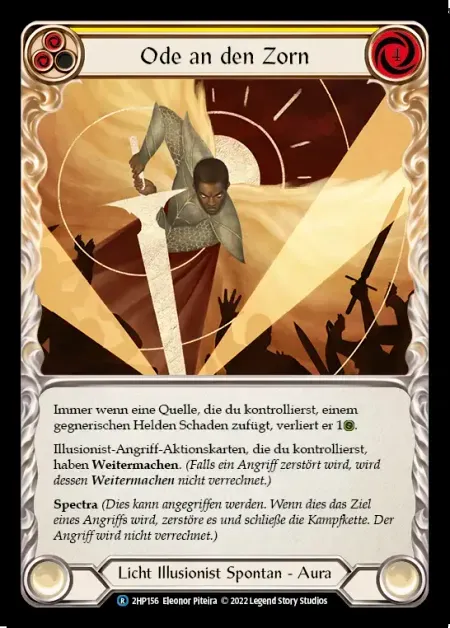 Ode an den Zorn
4
Immer wenn eine Quelle, die du kontrollierst, einem
gegnerischen Helden Schaden zufügt, verliert er 1.
Illusionist-Angriff-Aktionskarten, die du kontrollierst,
haben Weitermachen. (Falls ein Angriff zerstört wird, wird
dessen Weitermachen nicht verrechnet.)
Spectra (Dies kann angegriffen werden. Wenn dies das Ziel
eines Angriffs wird, zerstöre es und schließe die Kampfkette. Der
Angriff wird nicht verrechnet.)
Licht Illusionist Spontan - Aura
R 2HP156 Eleonor Piteira © 2022 Legend Story Studios